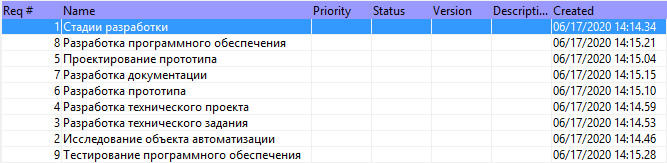 Req # Name Priority Status Version Descripti... Created
1 Стадии разработки 06/17/2020 14:14.34
8 Разработка программного обеспечения 06/17/2020 14:15.21
5 Проектирование прототипа 06/17/2020 14:15.04
7 Разработка документации 06/17/2020 14:15.15
6 Разработка прототипа 06/17/2020 14:15.10
4 Разработка технического проекта 06/17/2020 14:14.59
3 Разработка технического задания 06/17/2020 14:14.53
2 Исследование объекта автоматизации 06/17/2020 14:14.46
9 Тестирование программного обеспечения 06/17/2020 14:15.28